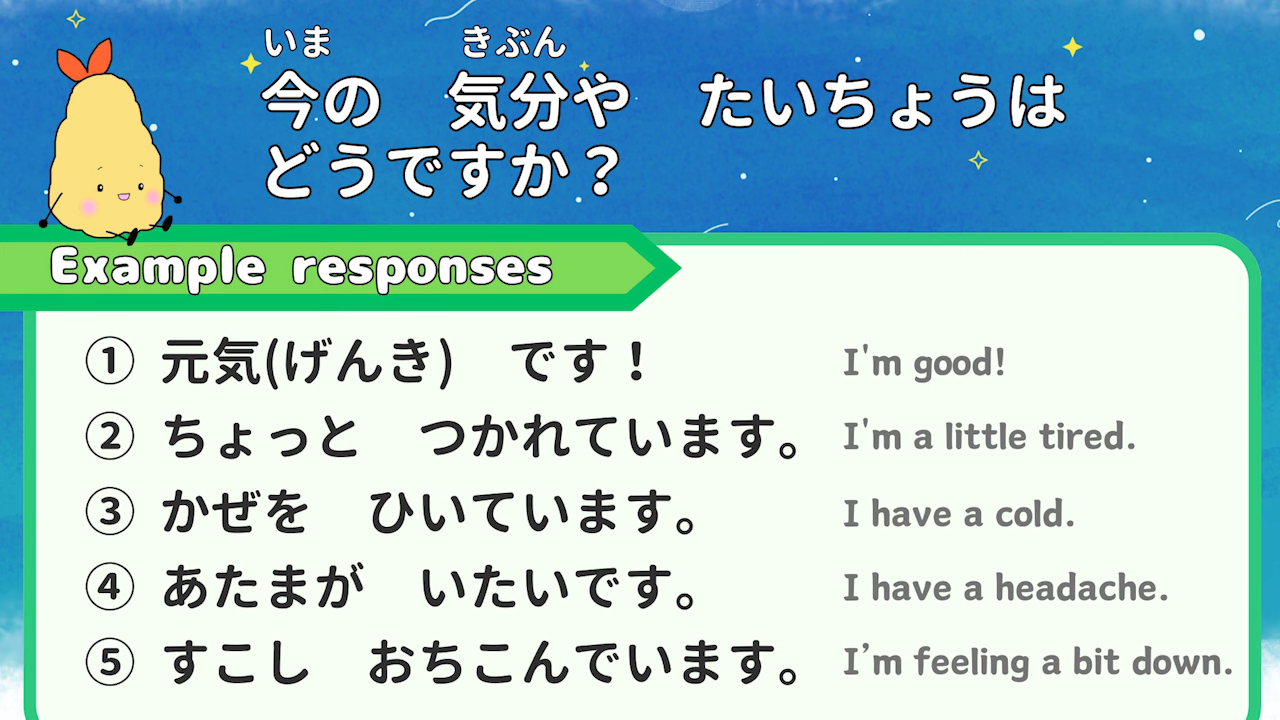 いま きぶん
今の 気分や たいちょうは
どうですか？
Example responses
① 元気(げんき) です！ I'm good!
② ちょっと つかれています。 I'm a little tired.
③ かぜを ひいています。 I have a cold.
④ あたまが いたいです。 I have a headache.
⑤ すこし おちこんでいます。 I’m feeling a bit down.